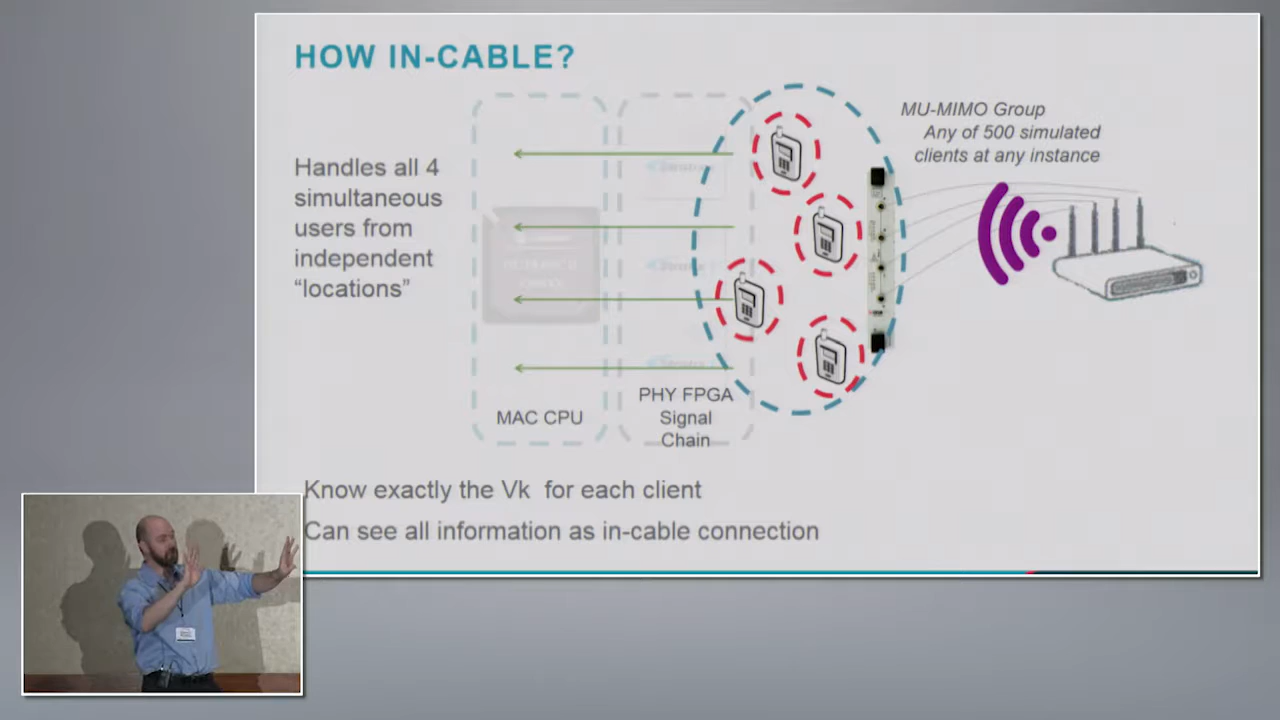 HOW IN-CABLE?
MU-MIMO Group
Any of 500 simulated
clients at any instance
Handles all 4
simultaneous
users from
independent
“locations”
MAC CPU
PHY FPGA
Signal
Chain
Know exactly the Vk for each client
Can see all information as in-cable connection